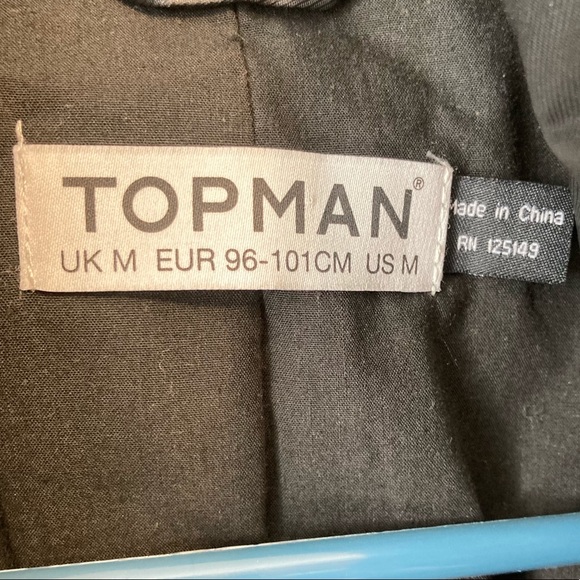 TOPMAN®
UK M EUR 96-101CM US M
Made in China
RN 125149